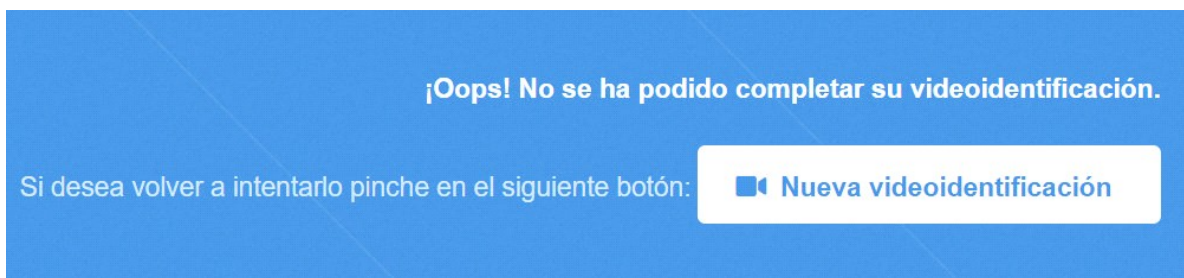 ¡Oops! No se ha podido completar su videoidentificación.
Si desea volver a intentarlo pinche en el siguiente botón: Nueva videoidentificación